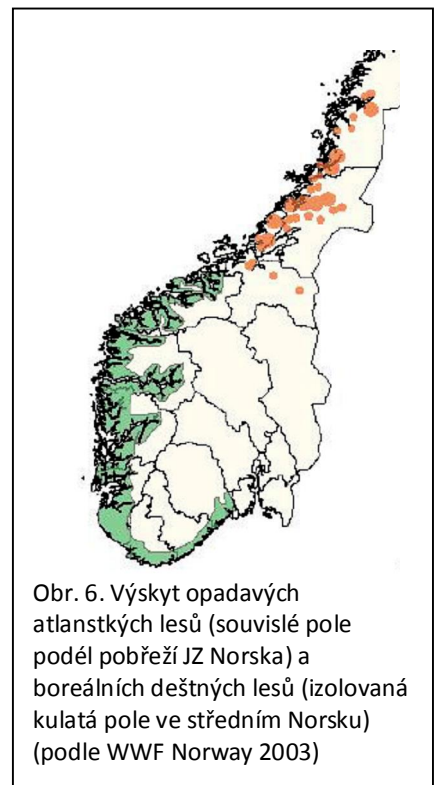 Obr. 6. Výskyt opadavých
atlanstkých lesů (souvislé pole
podél pobřeží JZ Norska) a
boreálních deštných lesů (izolovaná
kulatá pole ve středním Norsku)
(podle WWF Norway 2003)